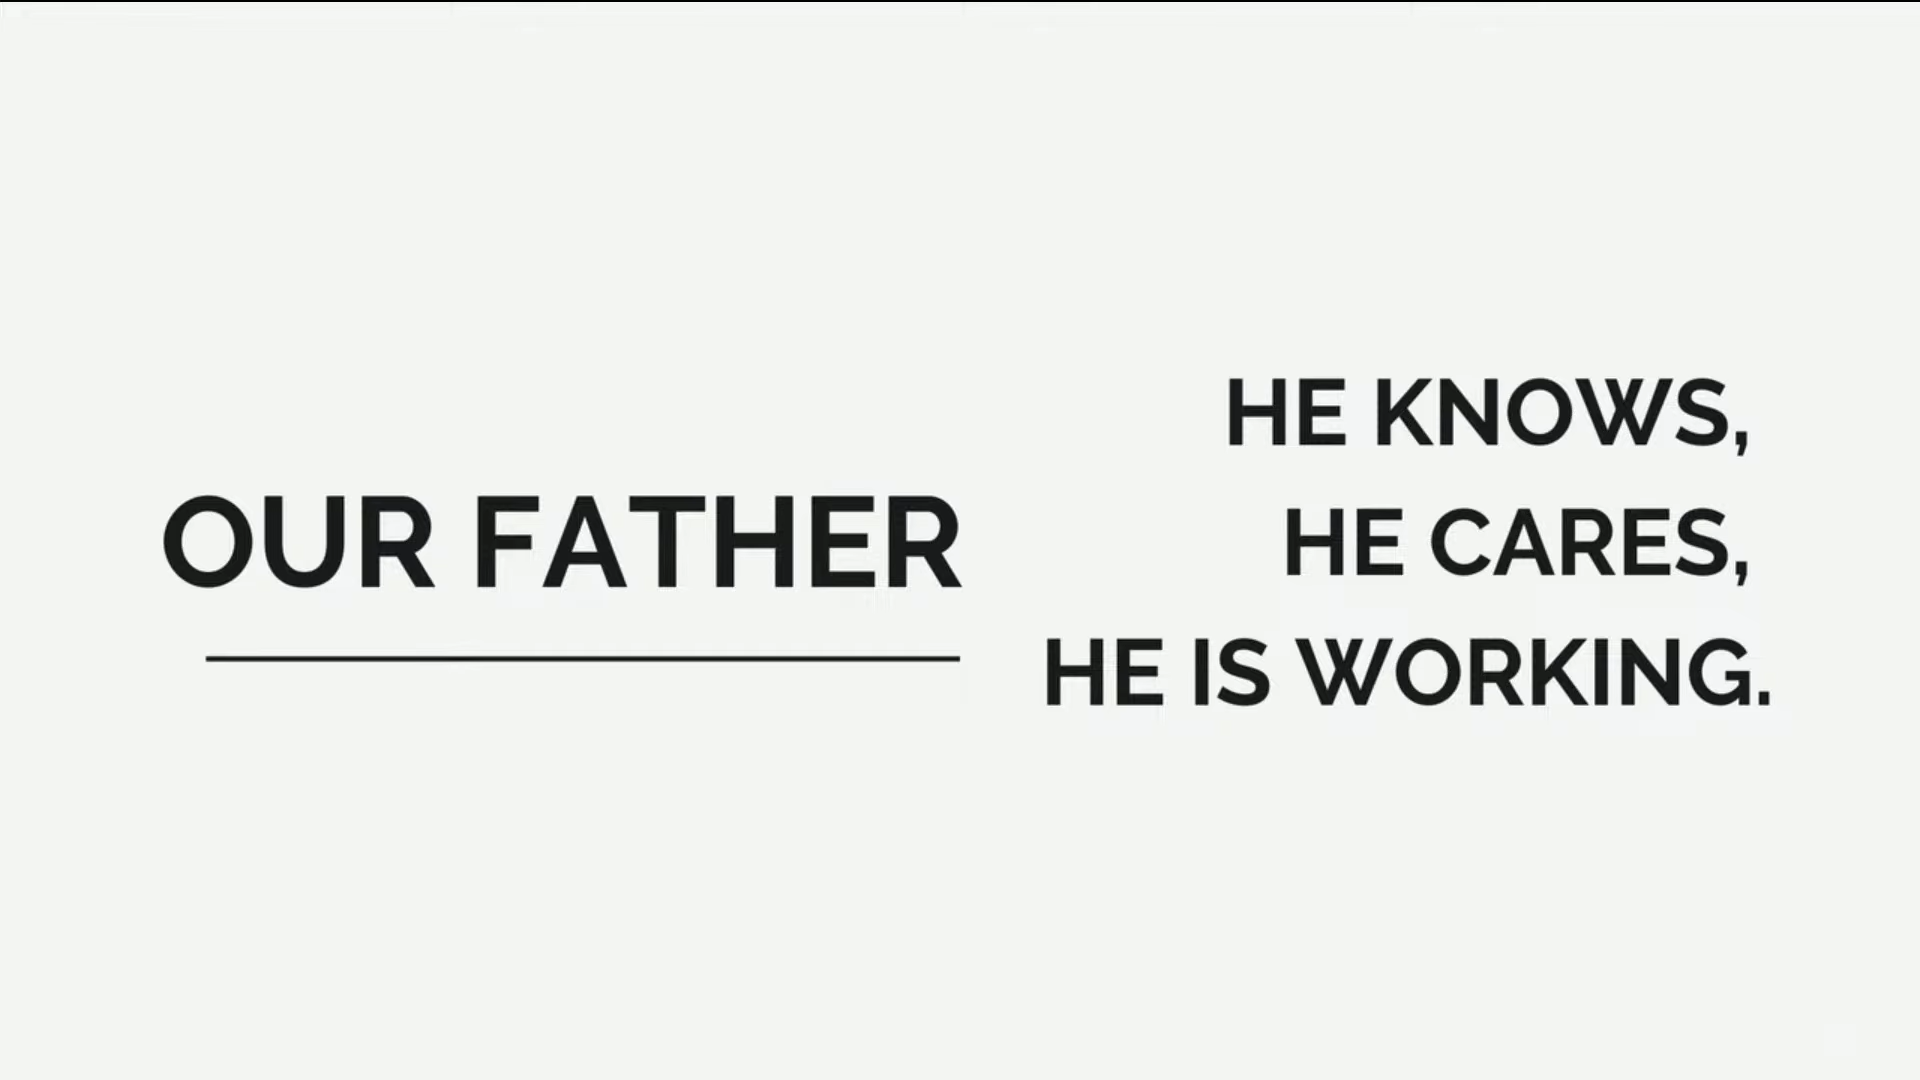 OUR FATHER
HE KNOWS,
HE CARES,
HE IS WORKING.